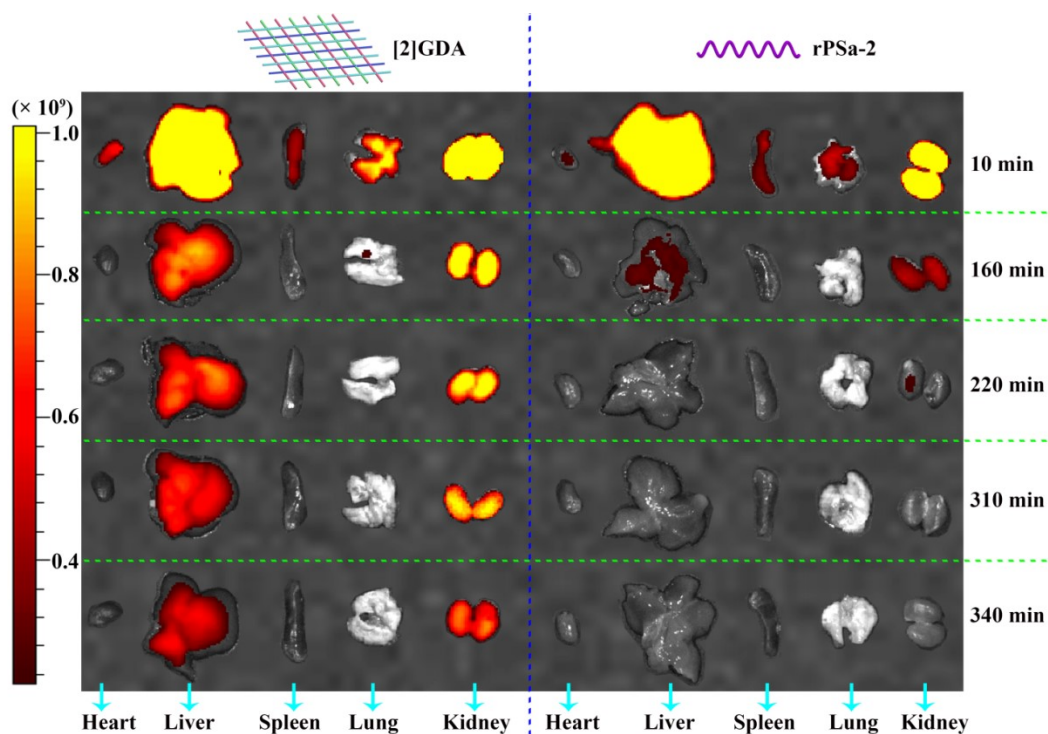 [2]GDA
rPSa-2
(× 10⁹)
1.0
0.8
0.6
0.4
10 min
160 min
220 min
310 min
340 min
Heart Liver Spleen Lung Kidney Heart Liver Spleen Lung Kidney